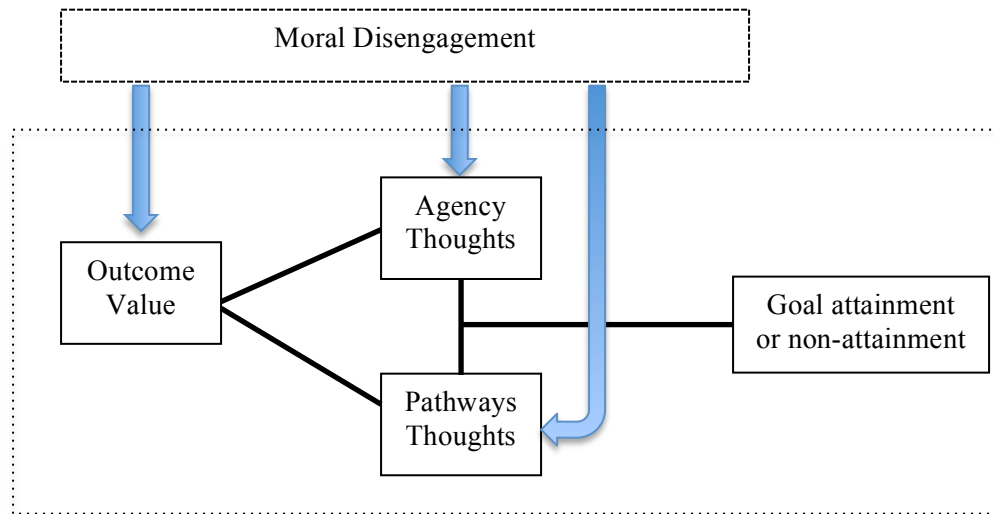 Moral Disengagement
Agency
Thoughts
Outcome
Value
Goal attainment
or non-attainment
Pathways
Thoughts